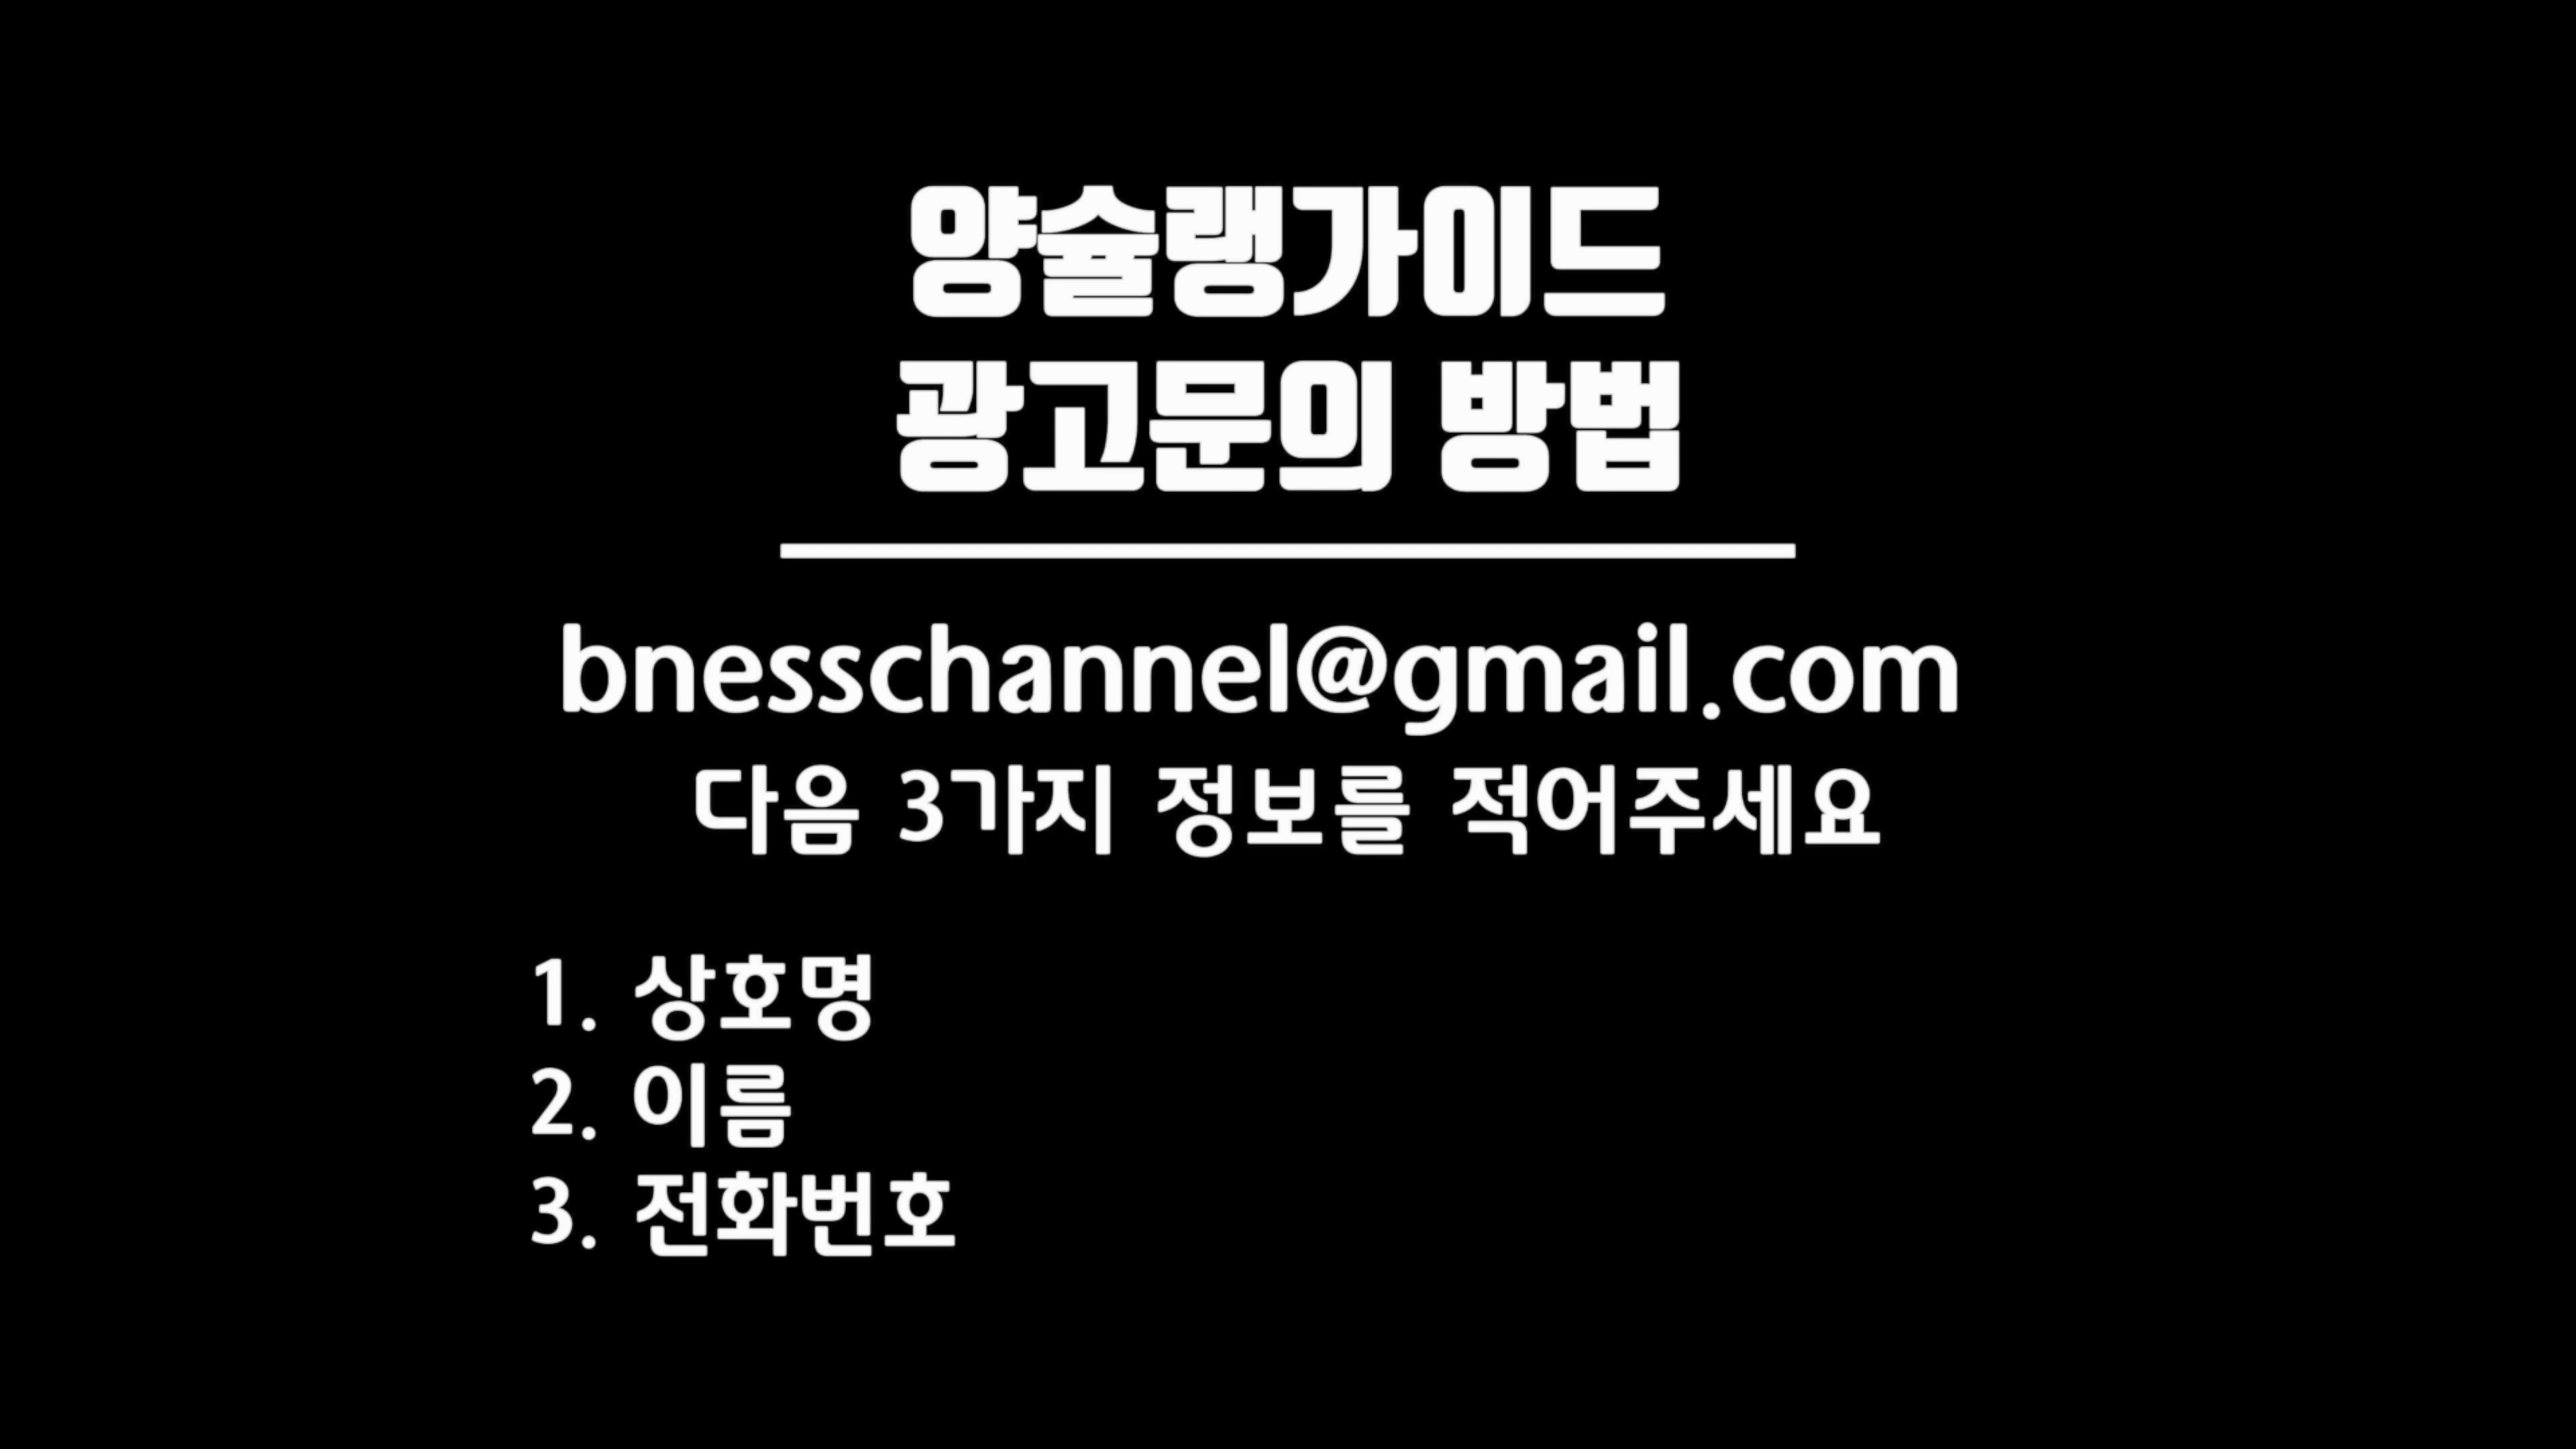 양슐랭가이드
광고문의 방법
bnesschannel@gmail.com
다음 3가지 정보를 적어주세요
1. 상호명
2. 이름
3. 전화번호